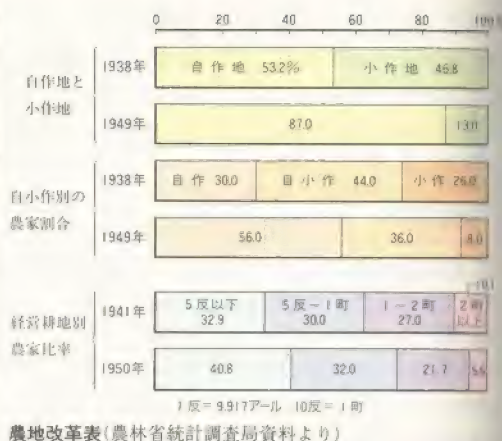 0 20 40 60 80 100%
自作地と
小作地
1938年 自作地 53.2% 小作地 46.8
1949年 87.0 13.0
自小作別の
農家割合
1938年 自作 30.0 自小作 44.0 小作 26.0
1949年 56.0 36.0 8.0
経営耕地別
農家比率
10.1
1941年 5反以下 5反~1町 1~2町 2町以上
32.9 30.0 27.0
1950年 40.8 32.0 21.7
1反=9.917アール 10反=1町
農地改革表(農林省統計調査局資料より)